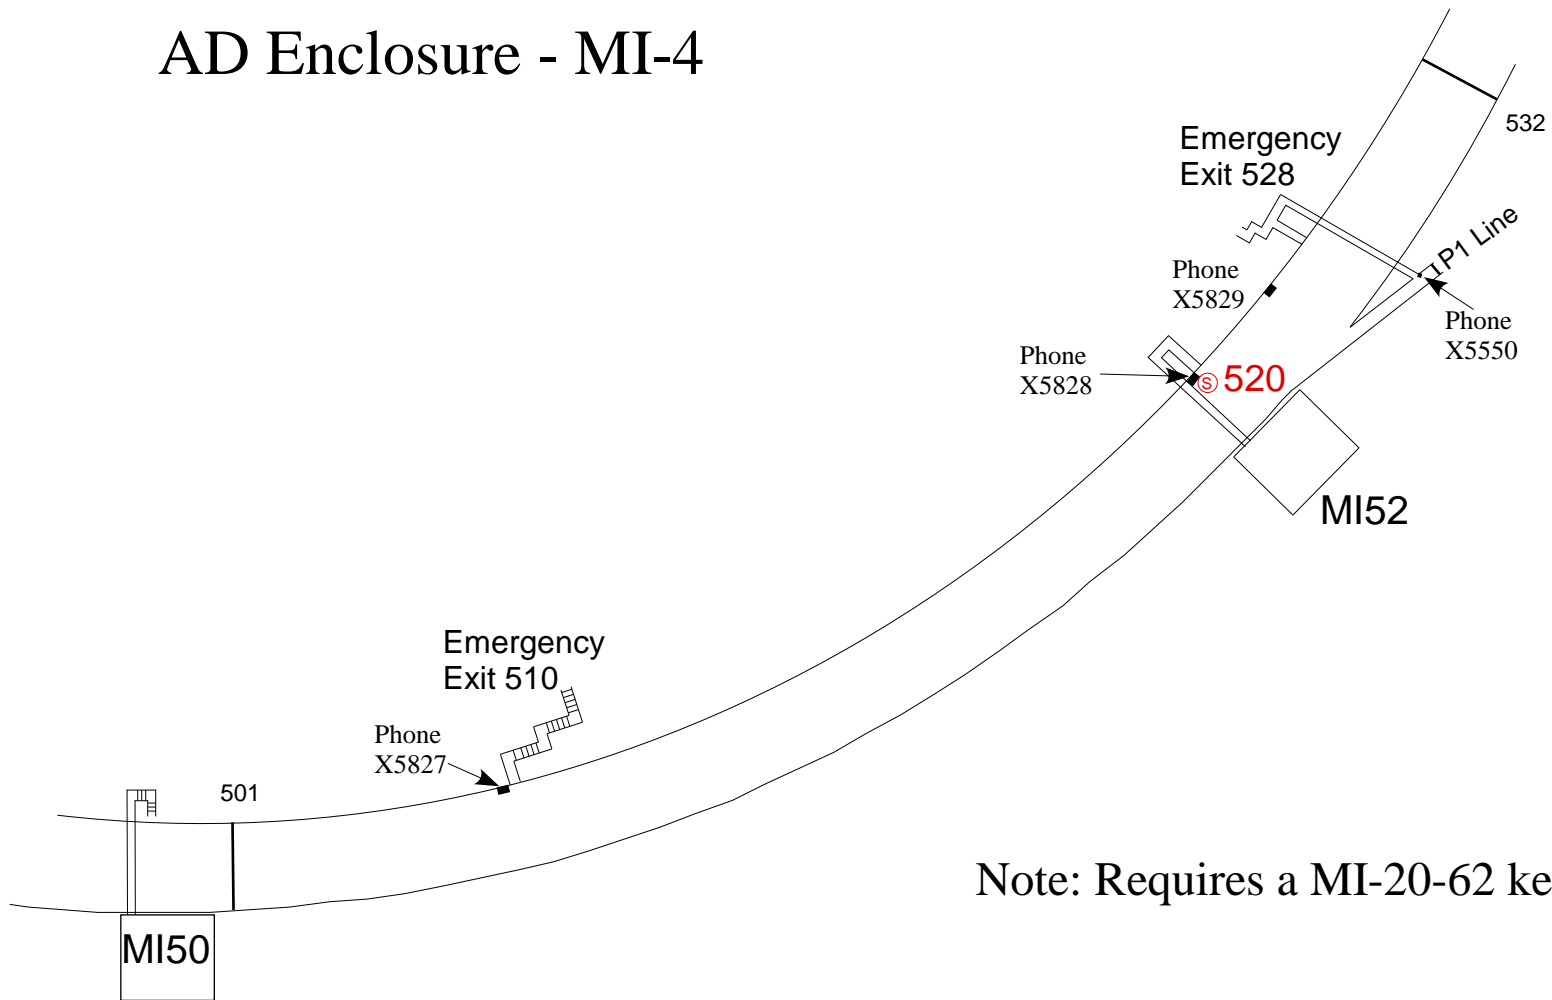 AD Enclosure - MI-4
532
Emergency
Exit 528
P1 Line
Phone
X5829
Phone
X5550
Phone
X5828
S 520
MI52
Emergency
Exit 510
Phone
X5827
501
Note: Requires a MI-20-62 ke
MI50